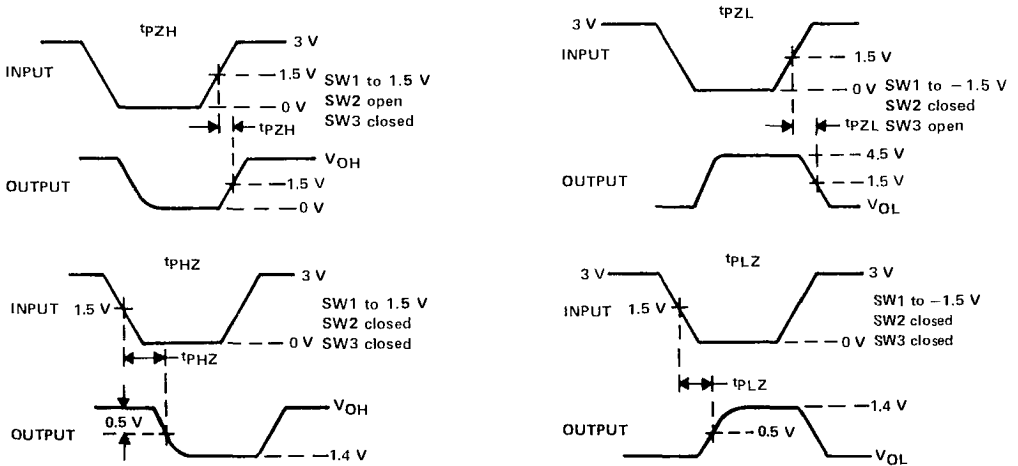 tPZH
3 V
INPUT
1.5 V
0 V
SW1 to 1.5 V
SW2 open
SW3 closed
tPZH
OUTPUT
VOH
1.5 V
0 V
tPZL
3 V
INPUT
1.5 V
0 V
SW1 to −1.5 V
SW2 closed
SW3 open
tPZL
4.5 V
OUTPUT
1.5 V
VOL
tPHZ
3 V
INPUT
1.5 V
SW1 to 1.5 V
SW2 closed
SW3 closed
0 V
tPHZ
VOH
0.5 V
OUTPUT
1.4 V
tPLZ
3 V
3 V
INPUT
1.5 V
SW1 to −1.5 V
SW2 closed
SW3 closed
0 V
tPLZ
1.4 V
OUTPUT
0.5 V
VOL